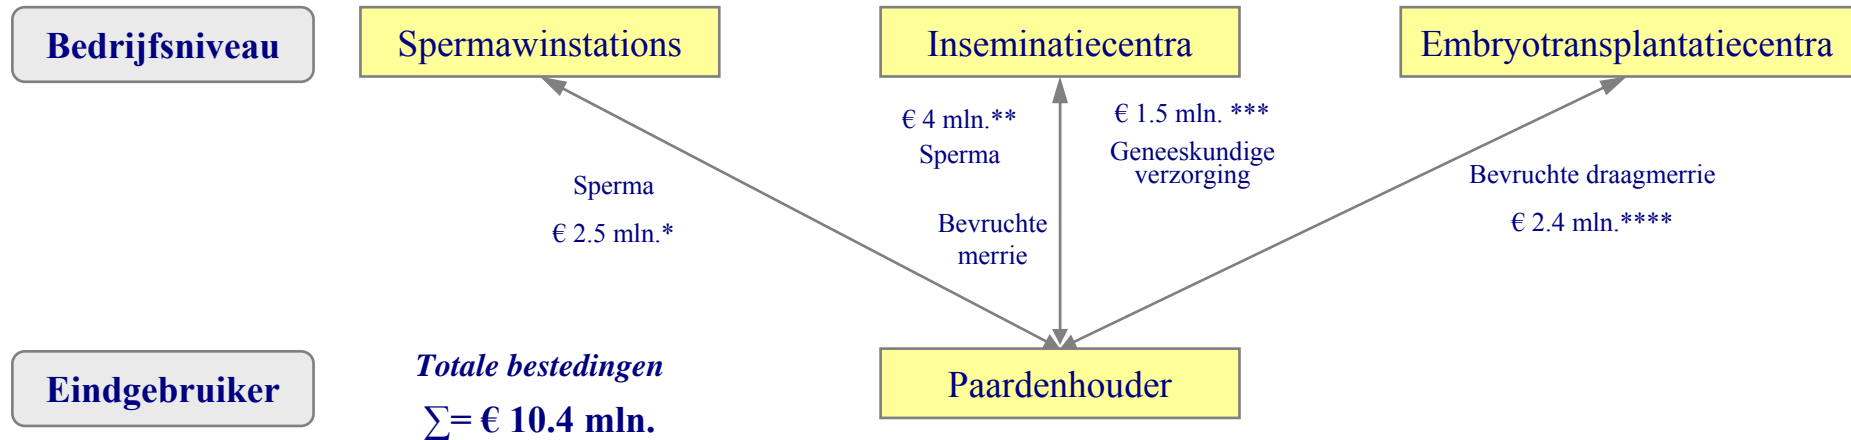 Bedrijfsniveau
Spermawinstations
Inseminatiecentra
Embryotransplantatiecentra
€ 4 mln.**
Sperma
€ 1.5 mln. ***
Geneeskundige
verzorging
Sperma
€ 2.5 mln.*
Bevruchte
merrie
Bevruchte draagmerrie
€ 2.4 mln.****
Eindgebruiker
Totale bestedingen
∑= € 10.4 mln.
Paardenhouder